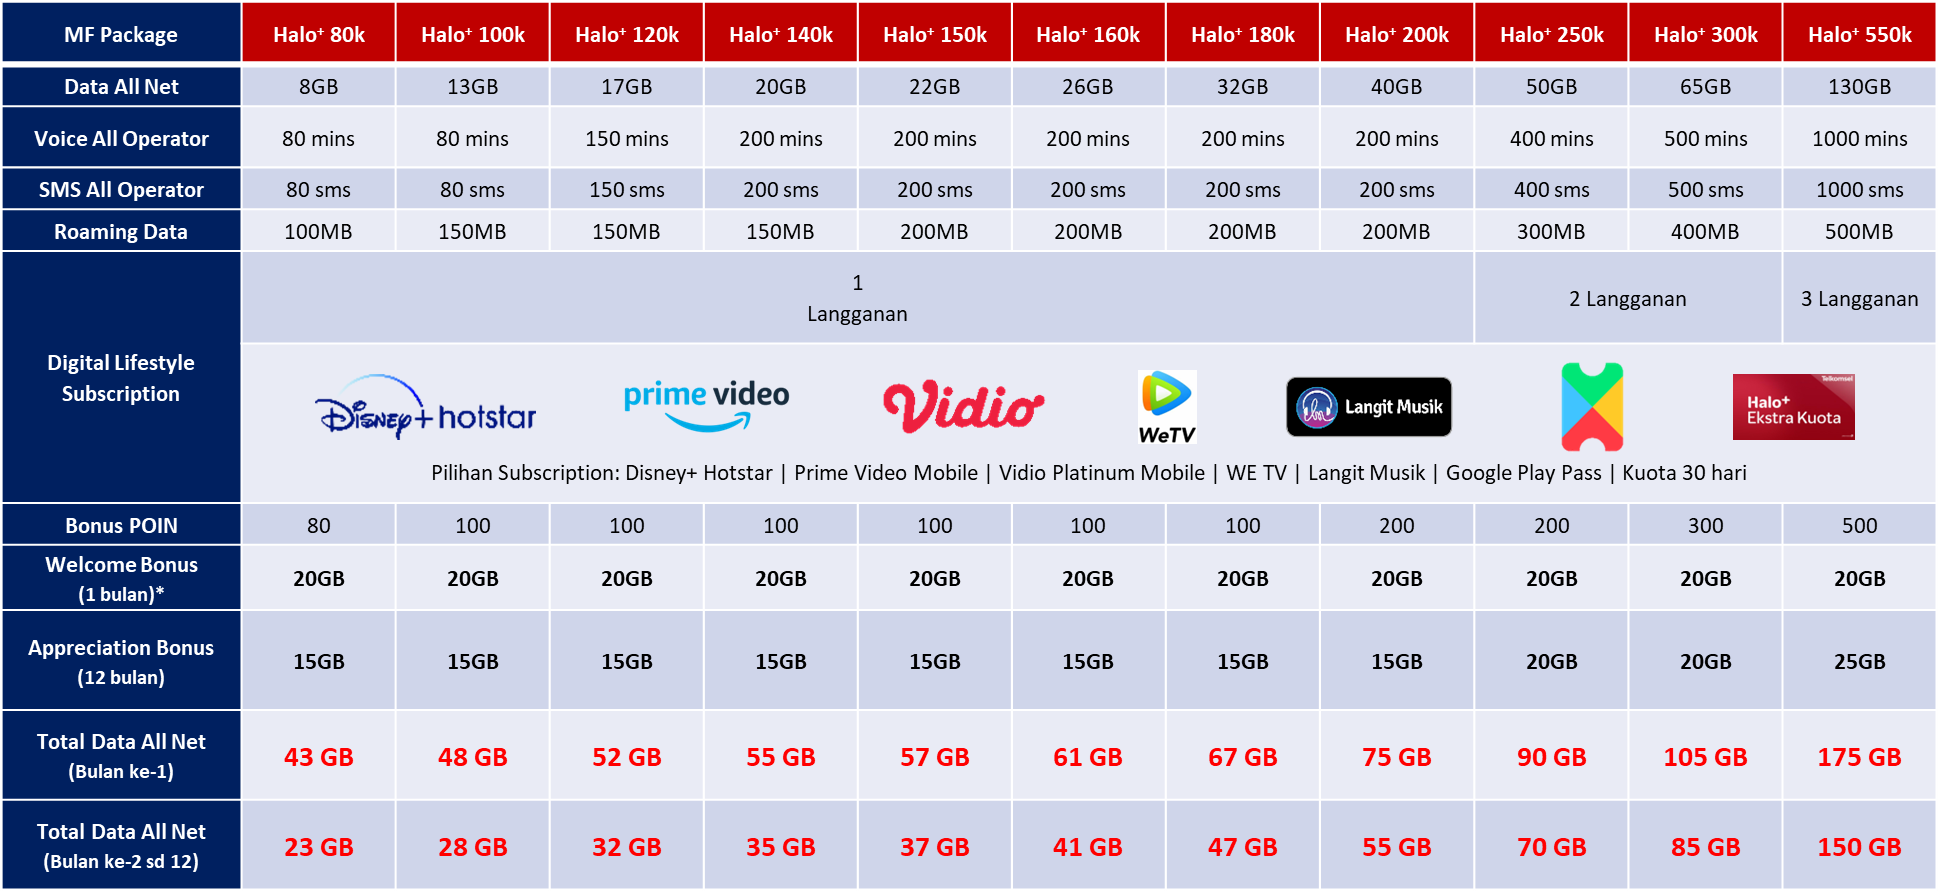 MF Package Halo⁺ 80k Halo⁺ 100k Halo⁺ 120k Halo⁺ 140k Halo⁺ 150k Halo⁺ 160k Halo⁺ 180k Halo⁺ 200k Halo⁺ 250k Halo⁺ 300k Halo⁺ 550k
Data All Net 8GB 13GB 17GB 20GB 22GB 26GB 32GB 40GB 50GB 65GB 130GB
Voice All Operator 80 mins 80 mins 150 mins 200 mins 200 mins 200 mins 200 mins 200 mins 400 mins 500 mins 1000 mins
SMS All Operator 80 sms 80 sms 150 sms 200 sms 200 sms 200 sms 200 sms 200 sms 400 sms 500 sms 1000 sms
Roaming Data 100MB 150MB 150MB 150MB 200MB 200MB 200MB 200MB 300MB 400MB 500MB
Digital Lifestyle
Subscription
1
Langganan
2 Langganan
3 Langganan
Disney+ hotstar
prime video
Vidio
WeTV
lm Langit Musik
Telkomsel
Halo+
Ekstra Kuota
Pilihan Subscription: Disney+ Hotstar | Prime Video Mobile | Vidio Platinum Mobile | WE TV | Langit Musik | Google Play Pass | Kuota 30 hari
Bonus POIN 80 100 100 100 100 100 100 200 200 300 500
Welcome Bonus
(1 bulan)*
20GB 20GB 20GB 20GB 20GB 20GB 20GB 20GB 20GB 20GB 20GB
Appreciation Bonus
(12 bulan)
15GB 15GB 15GB 15GB 15GB 15GB 15GB 15GB 20GB 20GB 25GB
Total Data All Net
(Bulan ke-1)
43 GB 48 GB 52 GB 55 GB 57 GB 61 GB 67 GB 75 GB 90 GB 105 GB 175 GB
Total Data All Net
(Bulan ke-2 sd 12)
23 GB 28 GB 32 GB 35 GB 37 GB 41 GB 47 GB 55 GB 70 GB 85 GB 150 GB